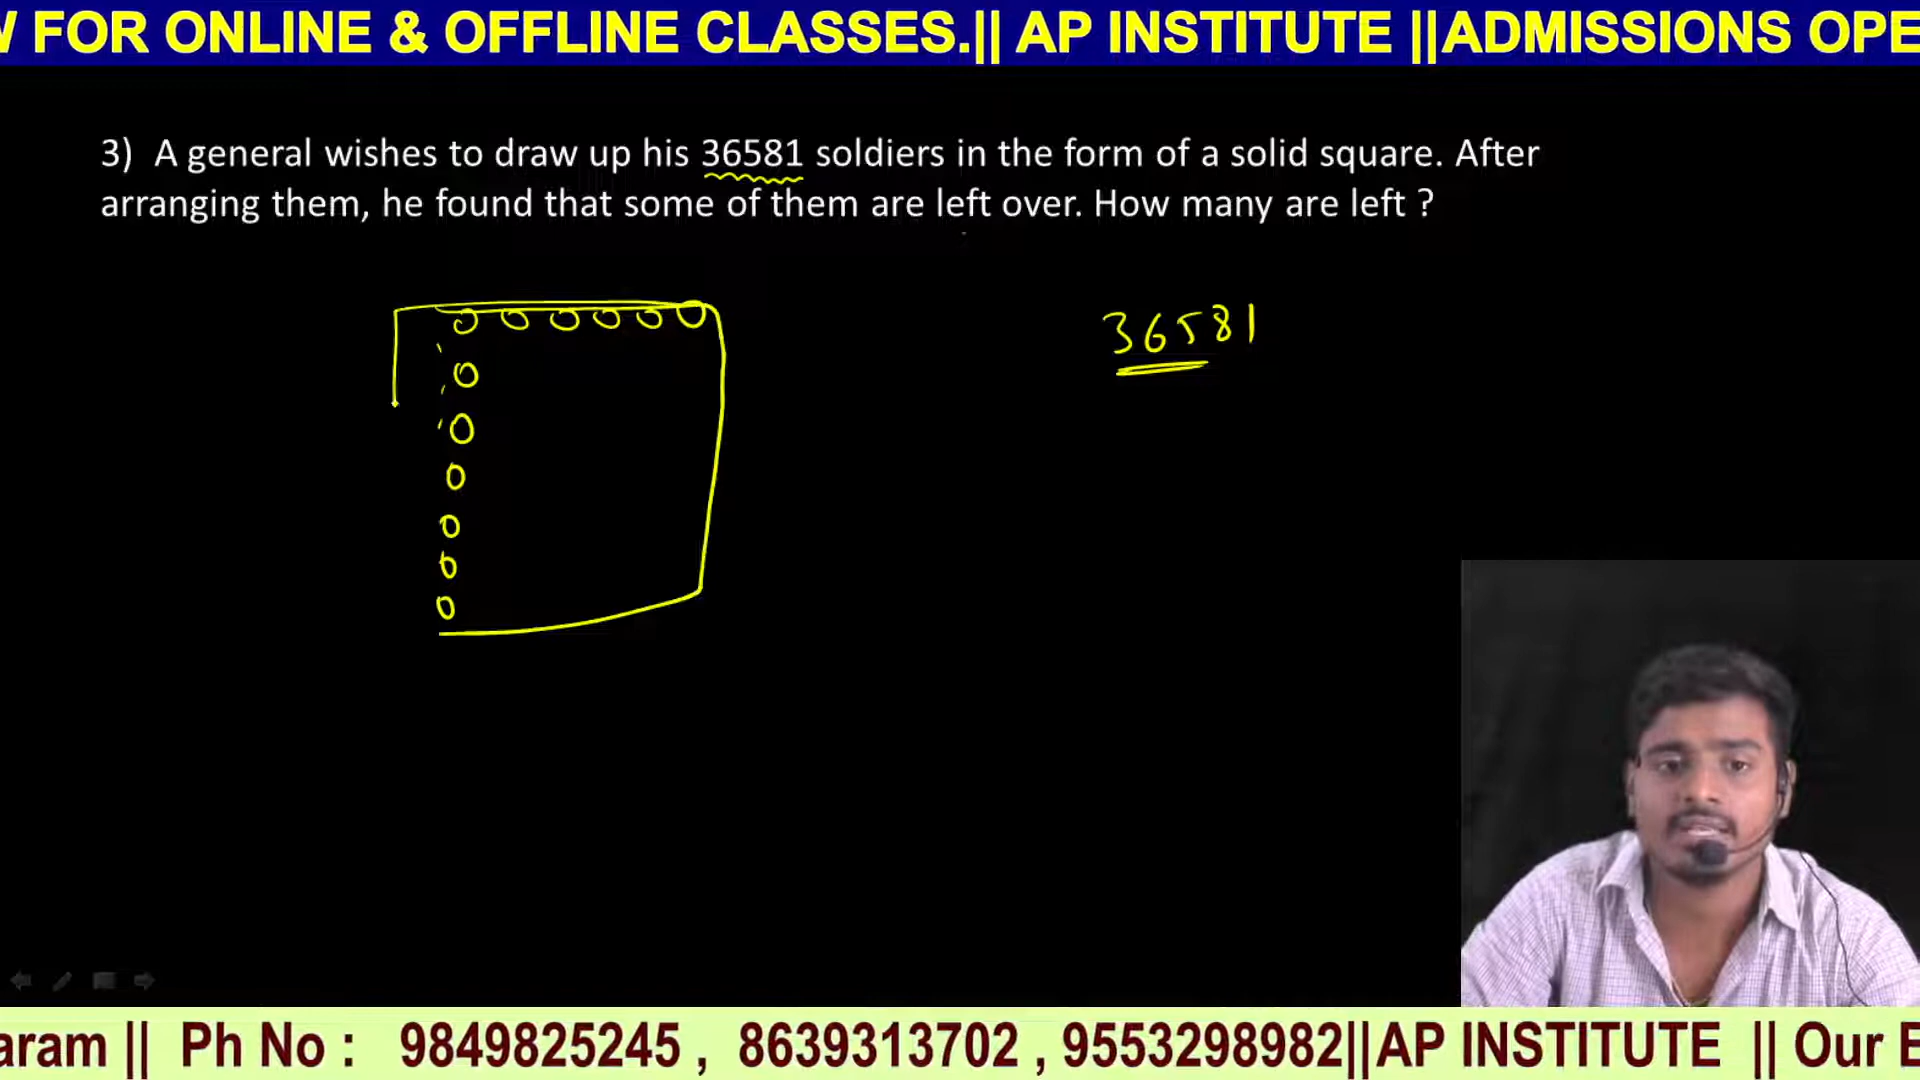 W FOR ONLINE & OFFLINE CLASSES.|| AP INSTITUTE ||ADMISSIONS OPE
3) A general wishes to draw up his 36581 soldiers in the form of a solid square. After
arranging them, he found that some of them are left over. How many are left ?
36581
aram || Ph No : 9849825245 , 8639313702 , 9553298982||AP INSTITUTE || Our E